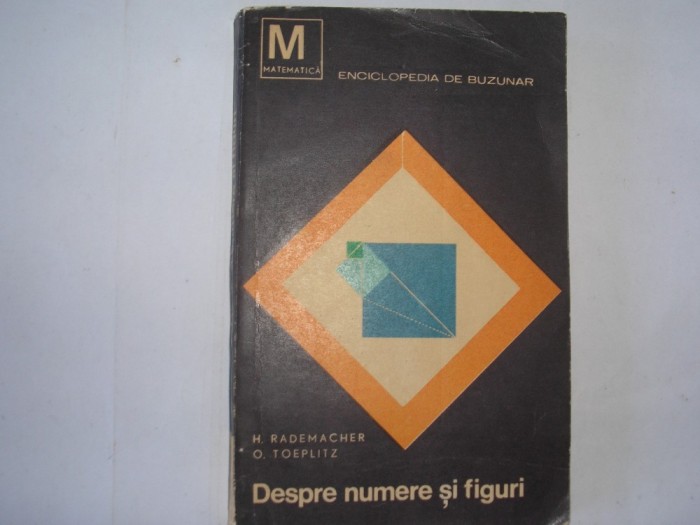 M
MATEMATICĂ
ENCICLOPEDIA DE BUZUNAR
H. RADEMACHER
O. TOEPLITZ
Despre numere și figuri